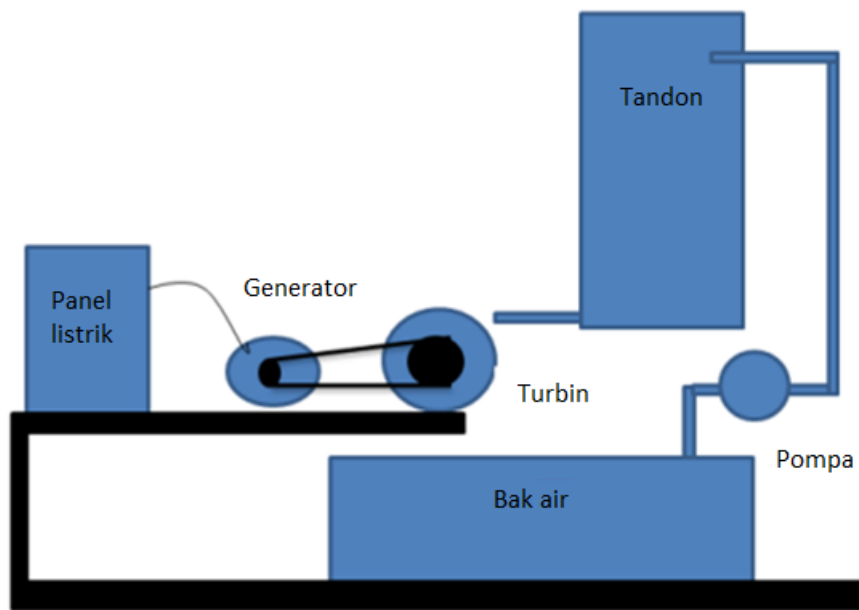 Tandon
Generator
Panel
listrik
Turbin
Pompa
Bak air